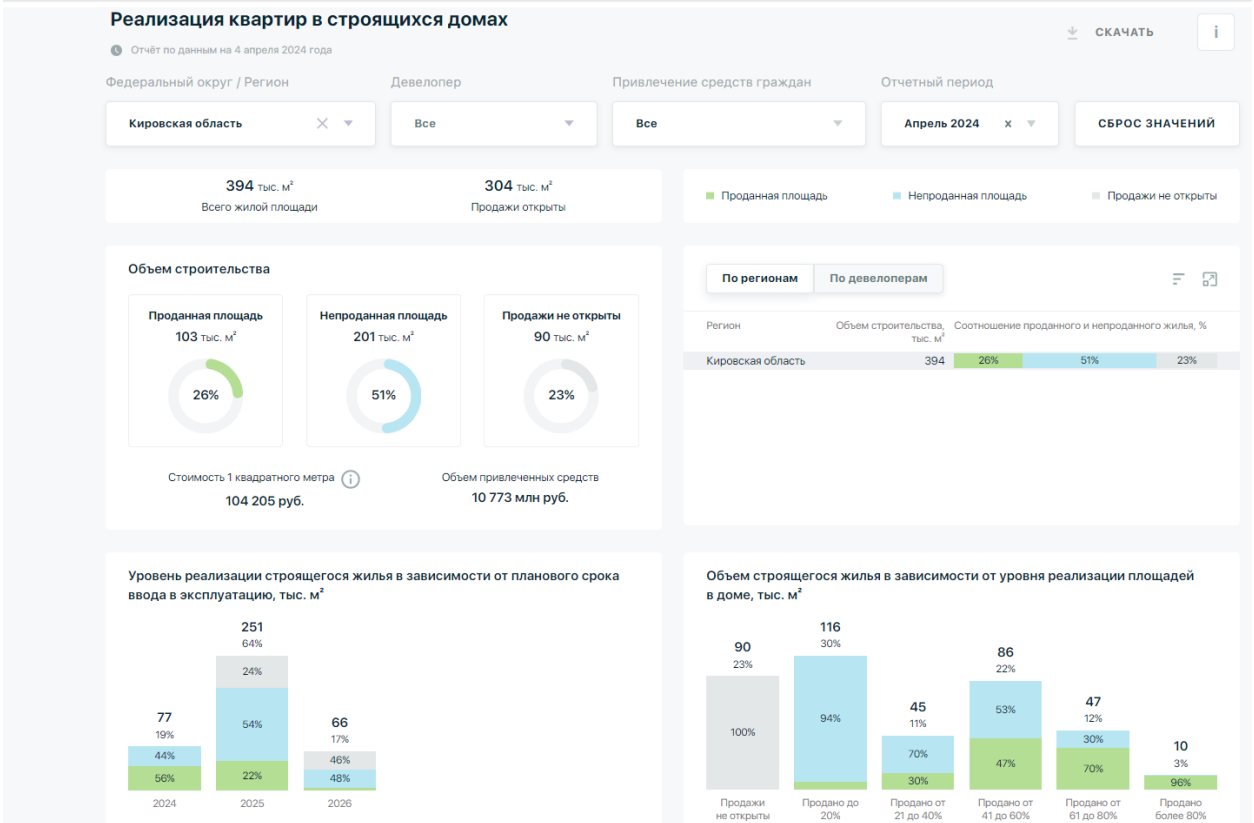 Реализация квартир в строящихся домах
СКАЧАТЬ
i
Отчёт по данным на 4 апреля 2024 года
Федеральный округ / Регион
Девелопер
Привлечение средств граждан
Отчетный период
Кировская область
Все
Все
Апрель 2024 x
СБРОС ЗНАЧЕНИЙ
394 тыс. м²
Всего жилой площади
304 тыс. м²
Продажи открыты
Проданная площадь
Непроданная площадь
Продажи не открыты
Объем строительства
Проданная площадь
103 тыс. м²
26%
Непроданная площадь
201 тыс. м²
51%
Продажи не открыты
90 тыс. м²
23%
Стоимость 1 квадратного метра
104 205 руб.
Объем привлеченных средств
10 773 млн руб.
По регионам
По девелоперам
Регион
Объем строительства,
тыс. м²
Соотношение проданного и непроданного жилья, %
Кировская область 394 26% 51% 23%
Уровень реализации строящегося жилья в зависимости от планового срока
ввода в эксплуатацию, тыс. м²
77
19%
44%
56%
2024
251
64%
24%
54%
22%
2025
66
17%
46%
48%
2026
Объем строящегося жилья в зависимости от уровня реализации площадей
в доме, тыс. м²
90
23%
100%
Продажи
не открыты
116
30%
94%
Продано до
20%
45
11%
70%
30%
Продано от
21 до 40%
86
22%
53%
47%
Продано от
41 до 60%
47
12%
30%
70%
Продано от
61 до 80%
10
3%
96%
Продано
более 80%